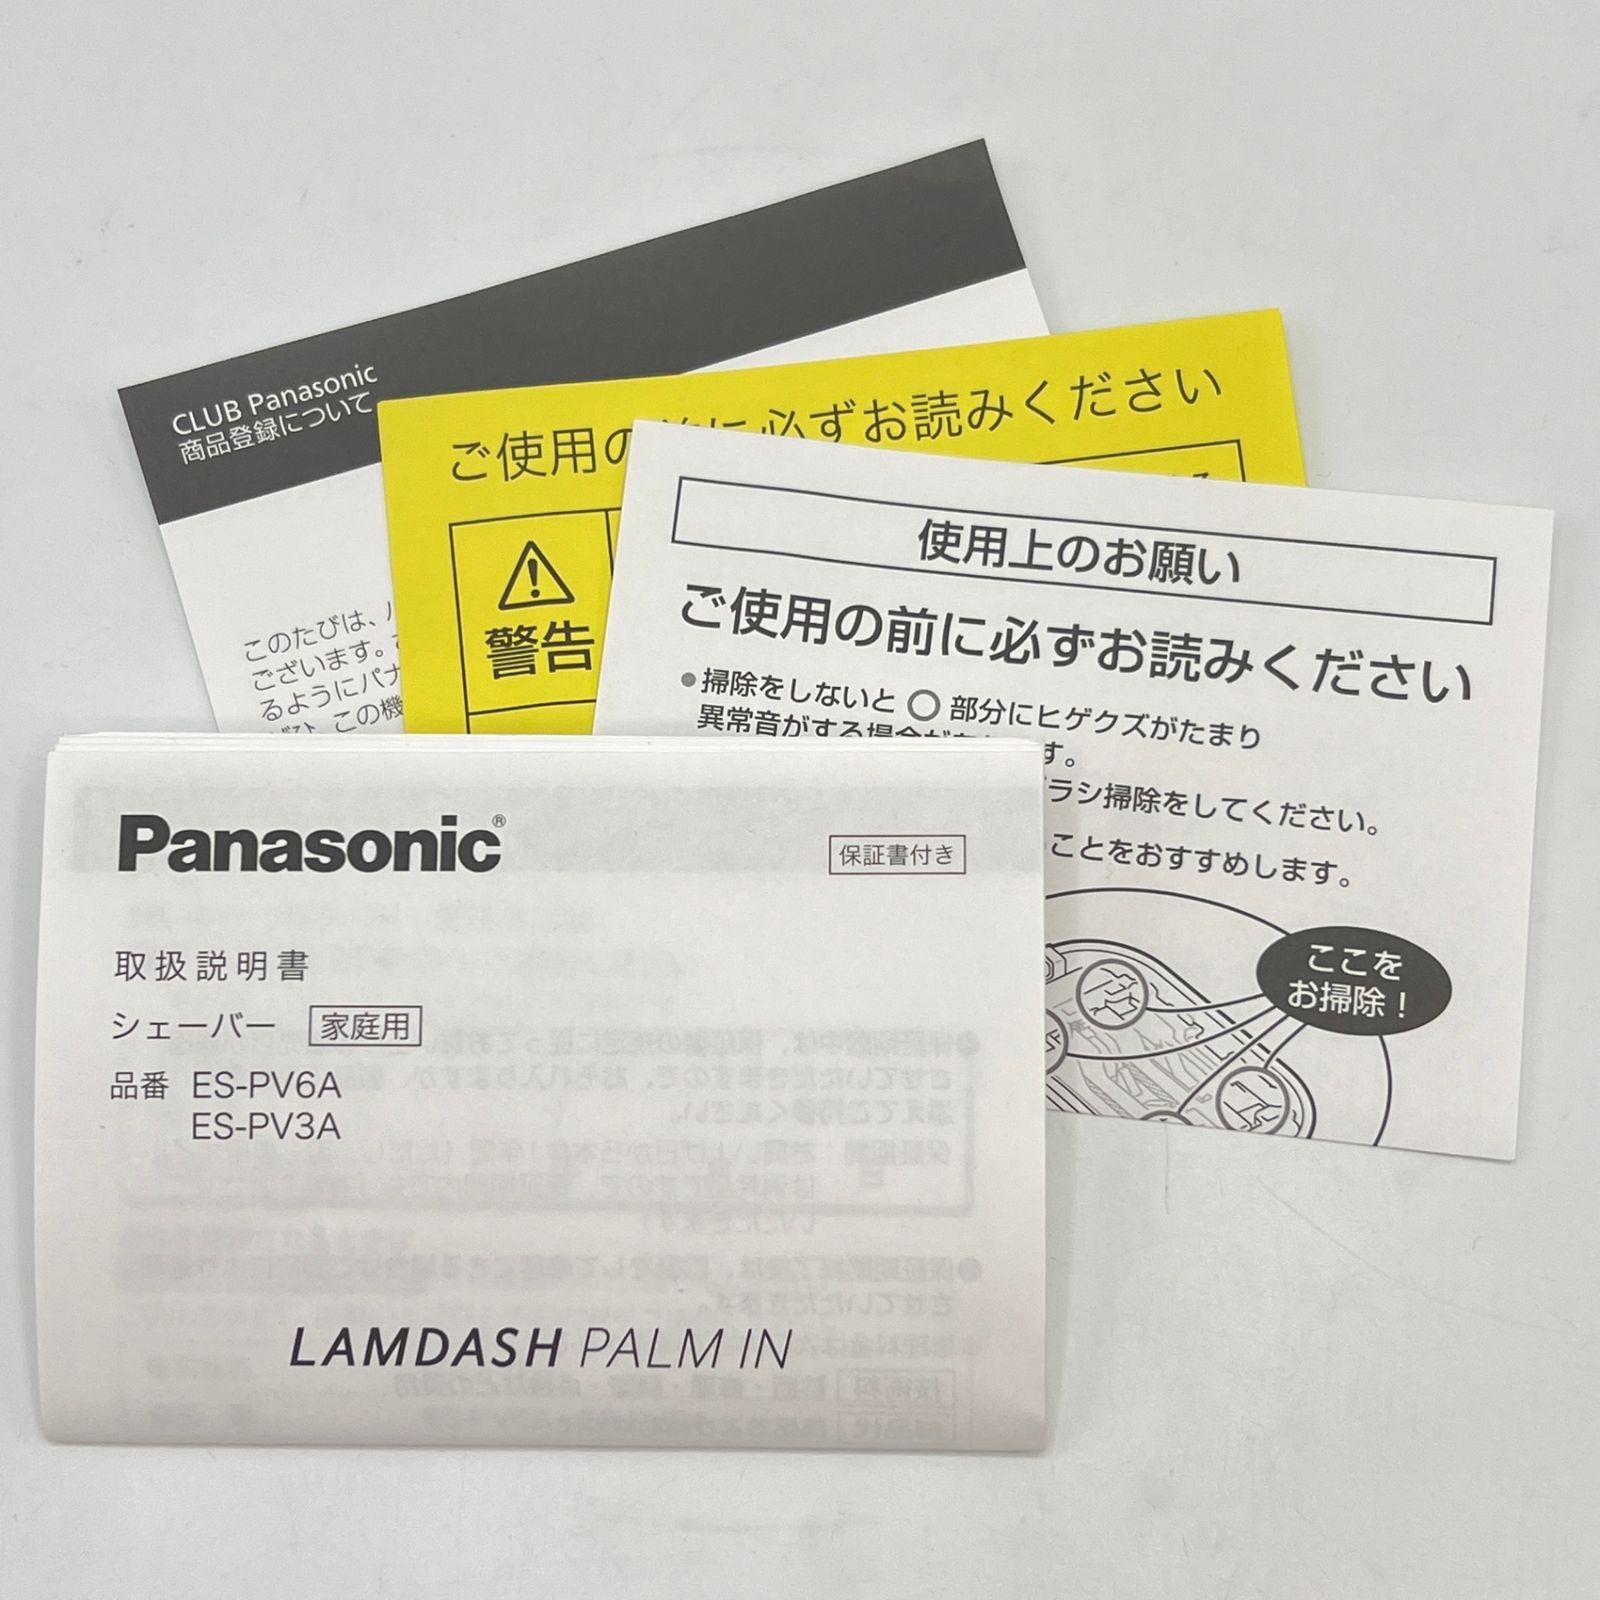 CLUB Panasonic
商品登録について
このたびは、
ございます。
るようにパナ
この機
ご使用の前に必ずお読みください
警告
使用上のお願い
ご使用の前に必ずお読みください
●掃除をしないと ○ 部分にヒゲクズがたまり
異常音がする場合があります。
ラシ掃除をしてください。
ことをおすすめします。
ここを
お掃除!
Panasonic®
保証書付き
取扱説明書
シェーバー 家庭用
品番 ES-PV6A
ES-PV3A
LAMDASH PALM IN